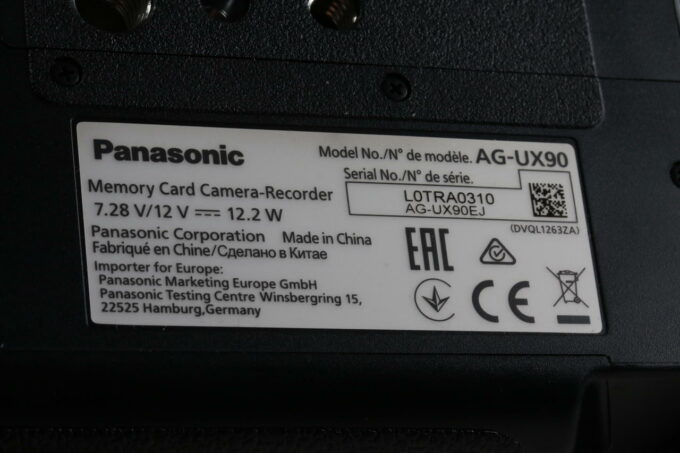 Panasonic
Model No./N° de modèle. AG-UX90
Serial No./N° de série.
L0TRA0310
AG-UX90EJ
Memory Card Camera-Recorder
7.28 V/12 V ⎓ 12.2 W
(DVQL1263ZA)
Panasonic Corporation Made in China
Fabriqué en Chine/Сделано в Китае
Importer for Europe:
Panasonic Marketing Europe GmbH
Panasonic Testing Centre Winsbergring 15,
22525 Hamburg,Germany
EAC
CE